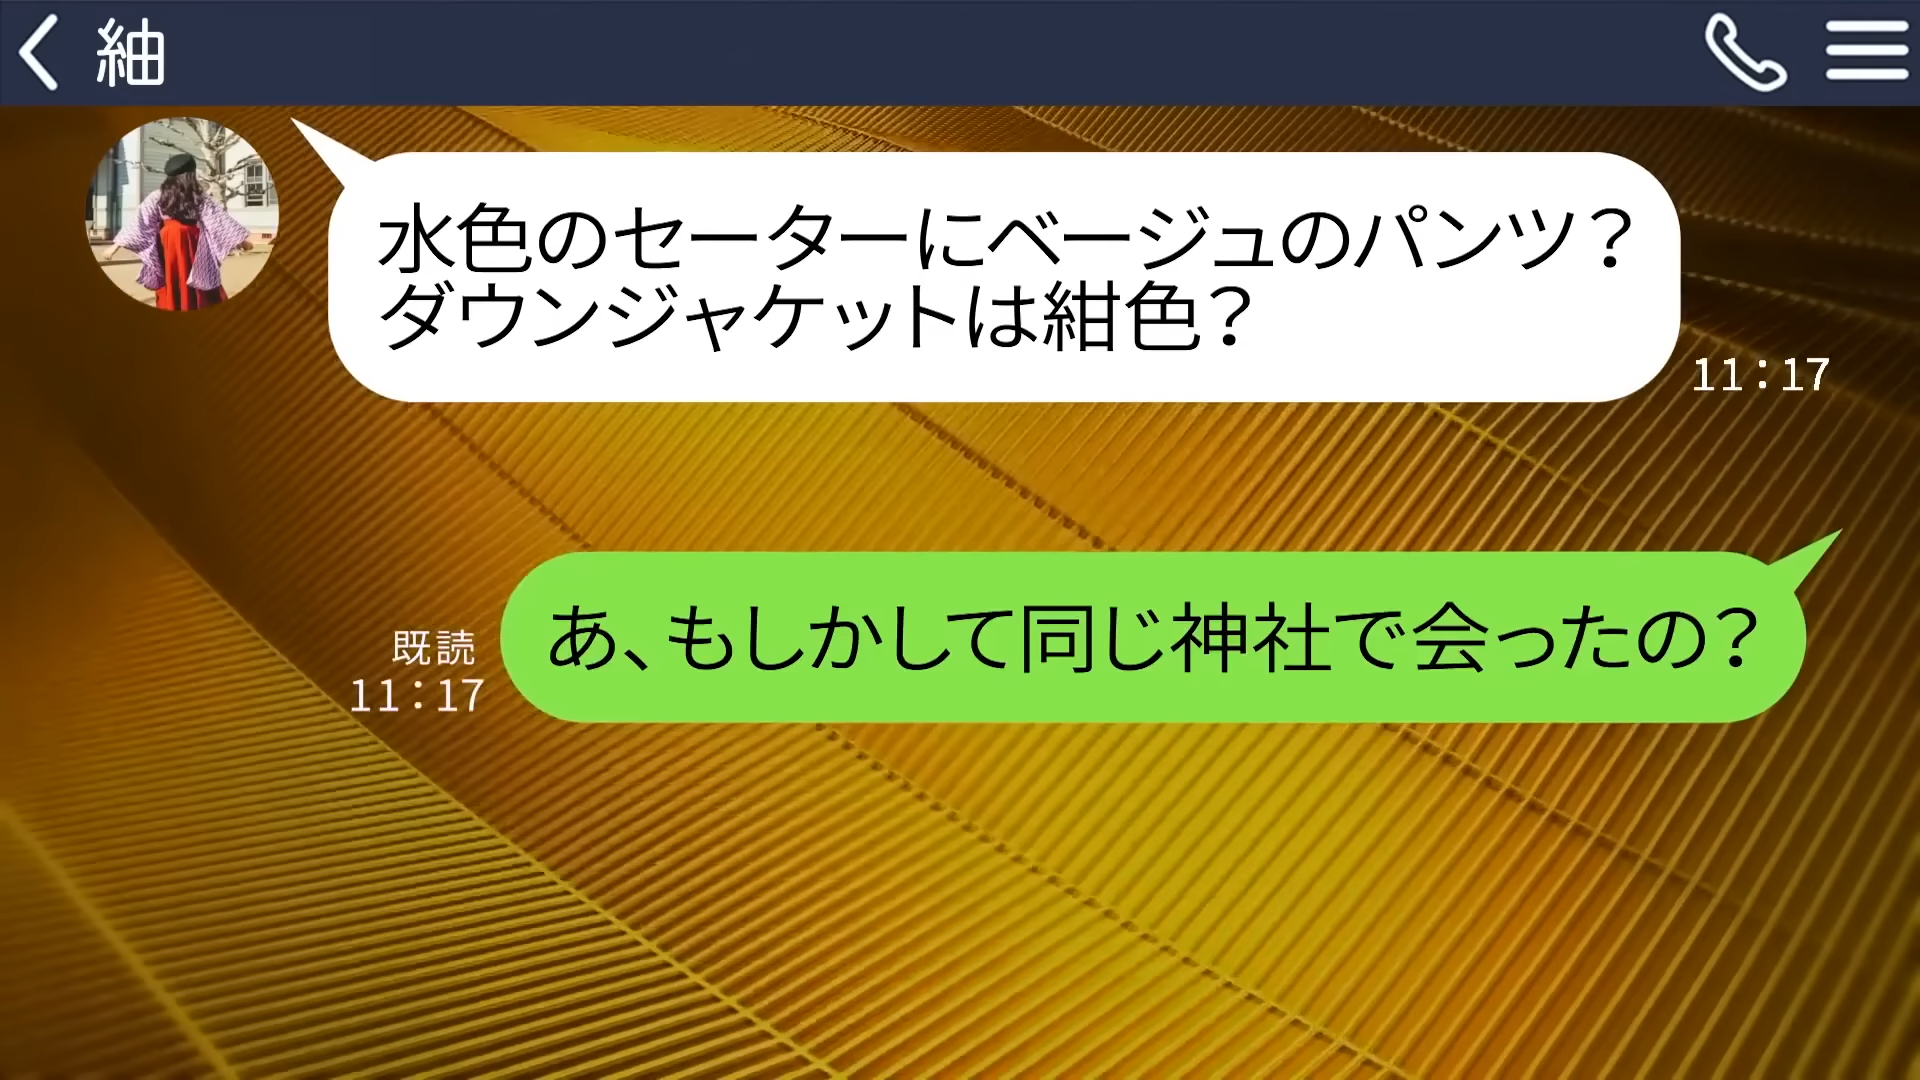 紬
水色のセーターにベージュのパンツ？
ダウンジャケットは紺色？
11：17
あ、もしかして同じ神社で会ったの？
既読
11：17